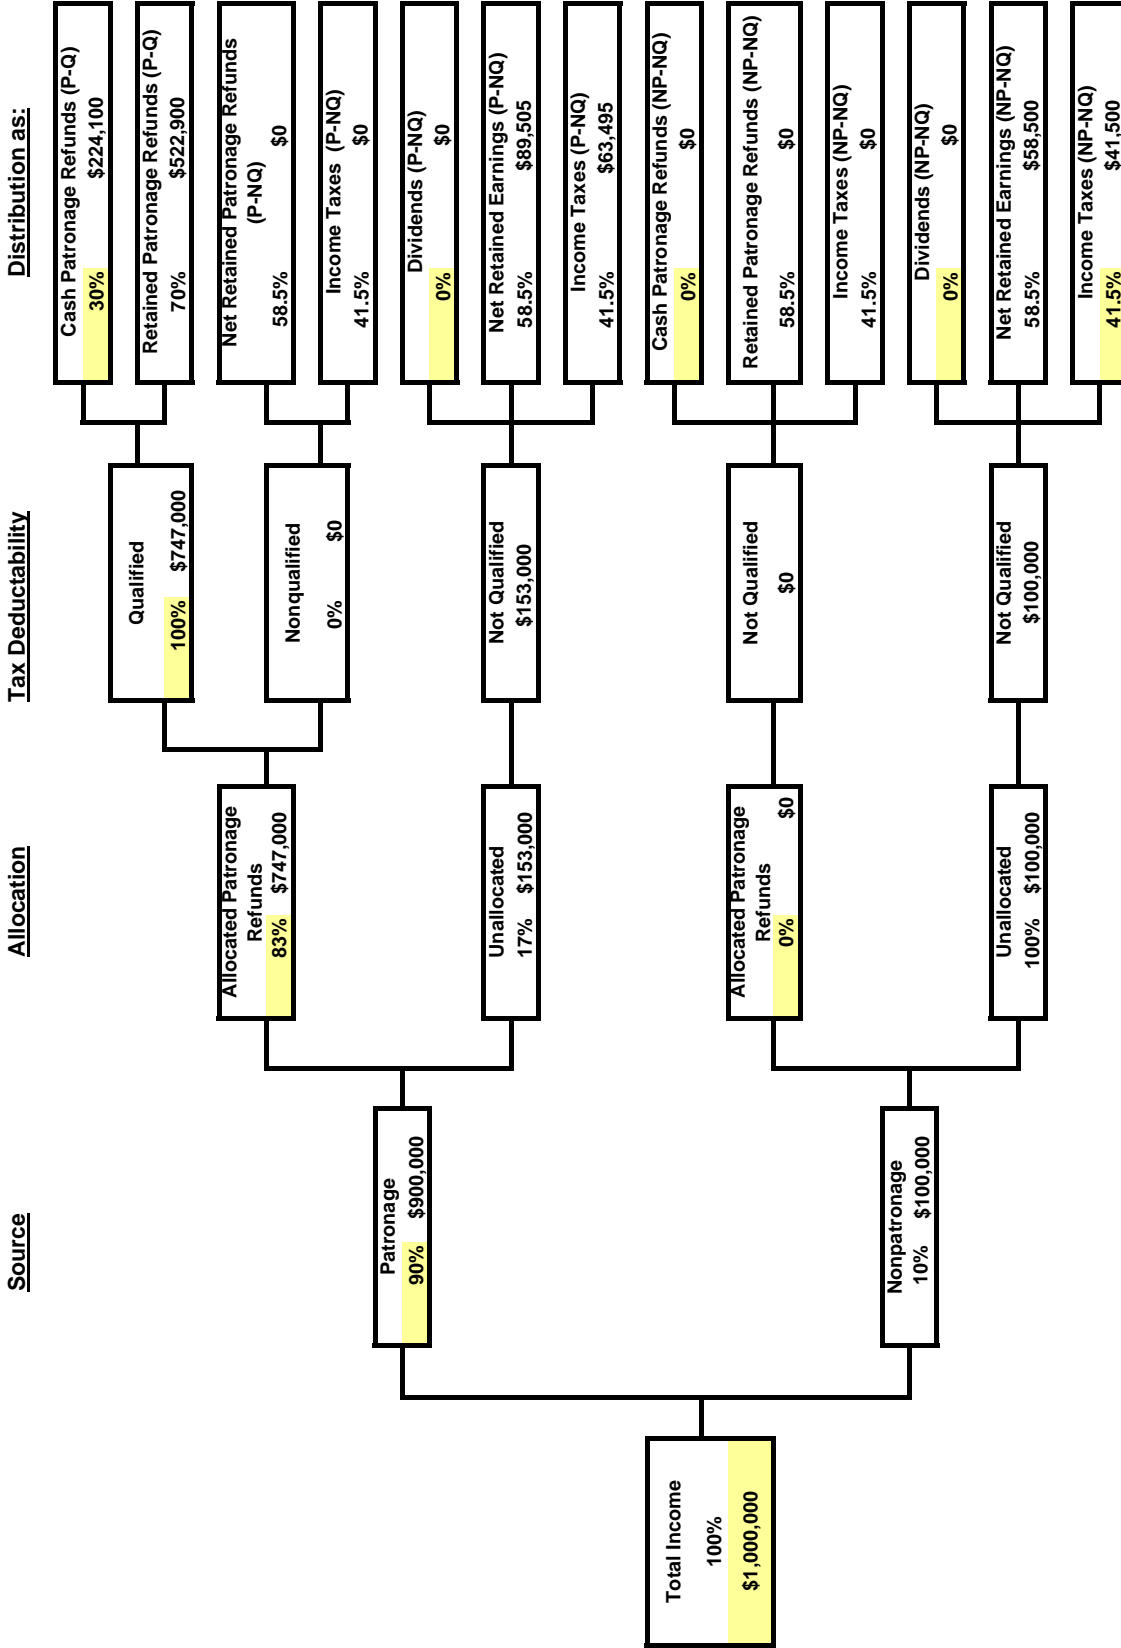 Source
Allocation
Tax Deductability
Distribution as:
Total Income
100%
$1,000,000
Patronage
90% $900,000
Nonpatronage
10% $100,000
Allocated Patronage
Refunds
83% $747,000
Unallocated
17% $153,000
Allocated Patronage
Refunds
0% $0
Unallocated
100% $100,000
Qualified
100% $747,000
Nonqualified
0% $0
Not Qualified
$153,000
Not Qualified
$0
Not Qualified
$100,000
Cash Patronage Refunds (P-Q)
30% $224,100
Retained Patronage Refunds (P-Q)
70% $522,900
Net Retained Patronage Refunds
(P-NQ)
58.5% $0
Income Taxes (P-NQ)
41.5% $0
Dividends (P-NQ)
0% $0
Net Retained Earnings (P-NQ)
58.5% $89,505
Income Taxes (P-NQ)
41.5% $63,495
Cash Patronage Refunds (NP-NQ)
0% $0
Retained Patronage Refunds (NP-NQ)
58.5% $0
Income Taxes (NP-NQ)
41.5% $0
Dividends (NP-NQ)
0% $0
Net Retained Earnings (NP-NQ)
58.5% $58,500
Income Taxes (NP-NQ)
41.5% $41,500